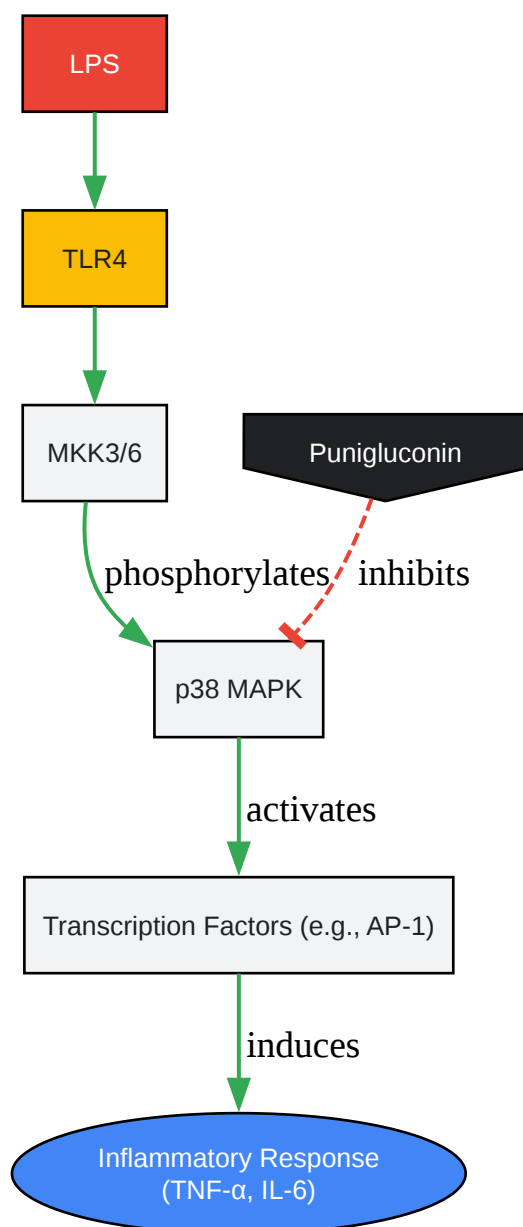 LPS
TLR4
MKK3/6
Punigluconin
phosphorylates
inhibits
p38 MAPK
activates
Transcription Factors (e.g., AP-1)
induces
Inflammatory Response
(TNF-α, IL-6)